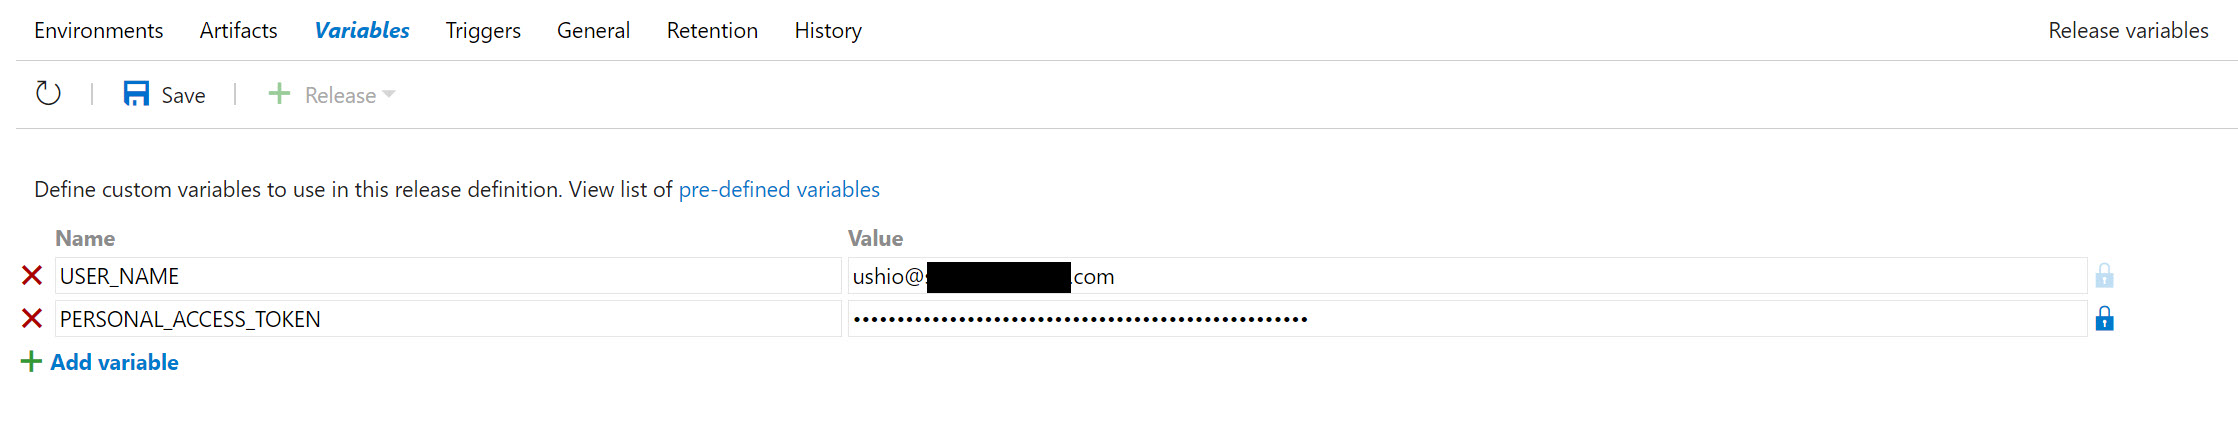 Environments Artifacts Variables Triggers General Retention History Release variables
Save + Release
Define custom variables to use in this release definition. View list of pre-defined variables
Name Value
USER_NAME ushio@ .com
PERSONAL_ACCESS_TOKEN ••••••••••••••••••••••••••••••••••••••••••••••••••••
+ Add variable